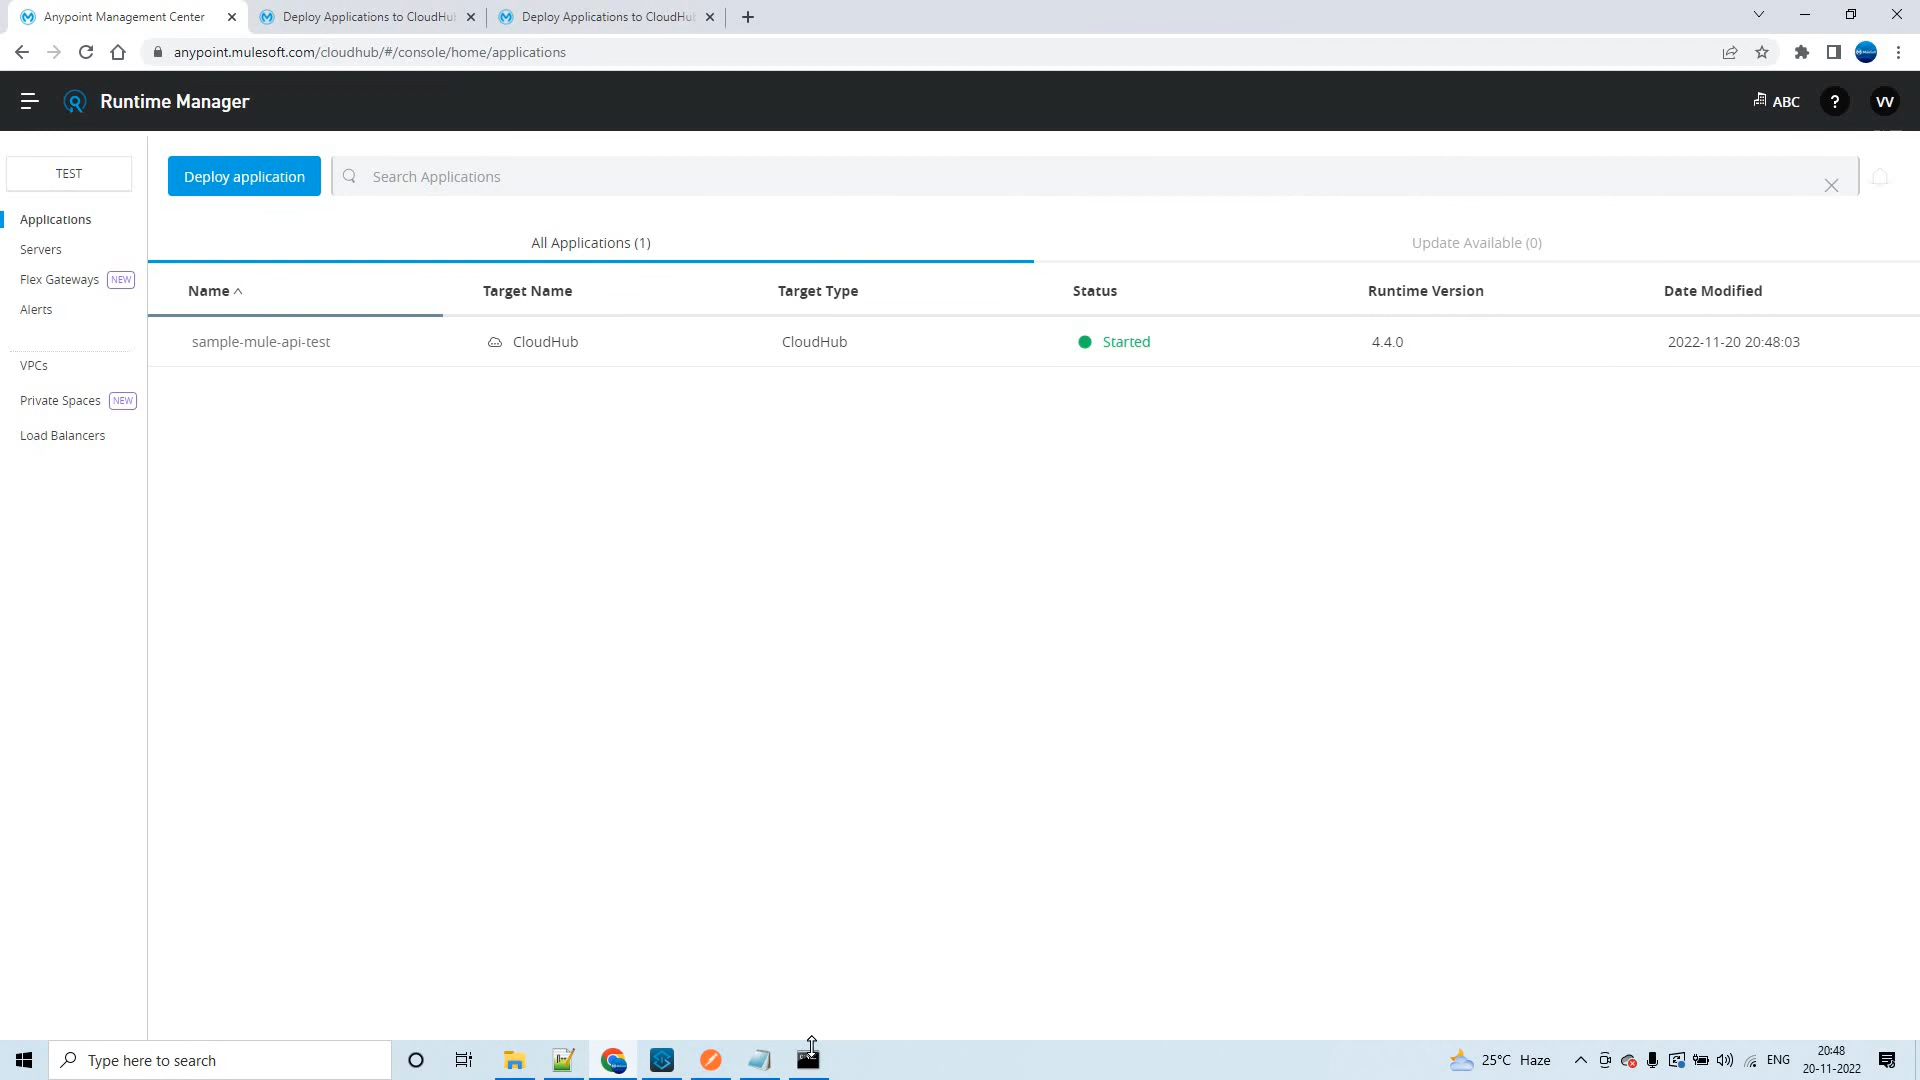 Anypoint Management Center
Deploy Applications to CloudHu
Deploy Applications to CloudHu
anypoint.mulesoft.com/cloudhub/#/console/home/applications
Runtime Manager
ABC
?
VV
TEST
Deploy application
Search Applications
Applications
Servers
Flex Gateways NEW
Alerts
VPCs
Private Spaces NEW
Load Balancers
All Applications (1)
Update Available (0)
Name Target Name Target Type Status Runtime Version Date Modified
sample-mule-api-test CloudHub CloudHub Started 4.4.0 2022-11-20 20:48:03
Type here to search
25°C Haze
ENG
20:48
20-11-2022